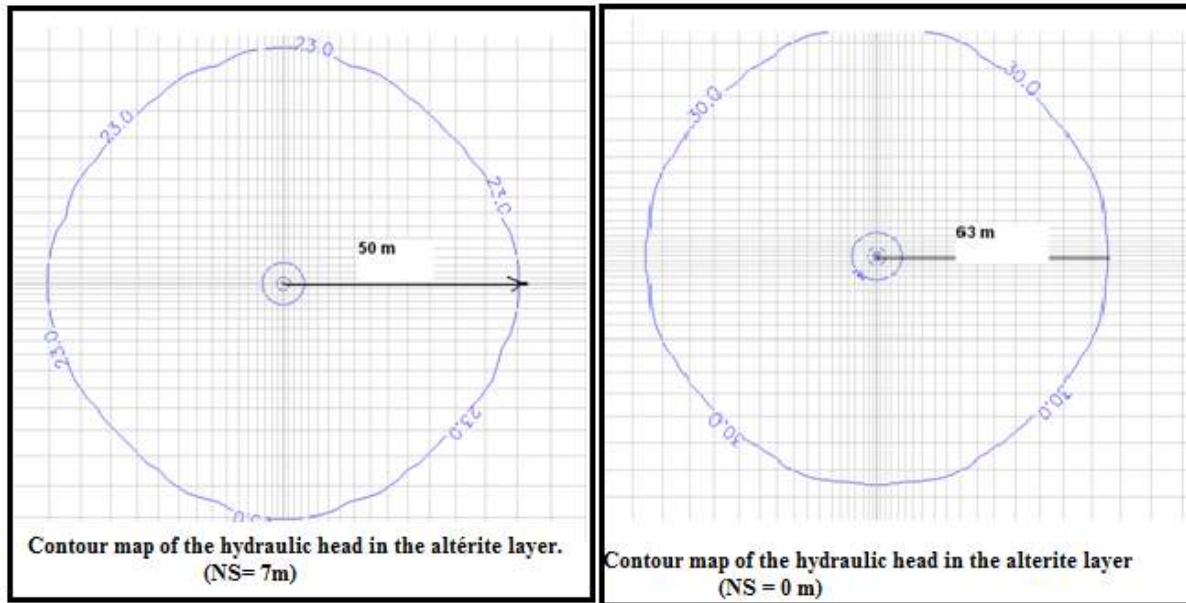 23.0
23.0
23.0
50 m
23.0
23.0
Contour map of the hydraulic head in the altérite layer.
(NS= 7m)
30.0
30.0
63 m
30.0
30.0
Contour map of the hydraulic head in the alterite layer
(NS = 0 m)